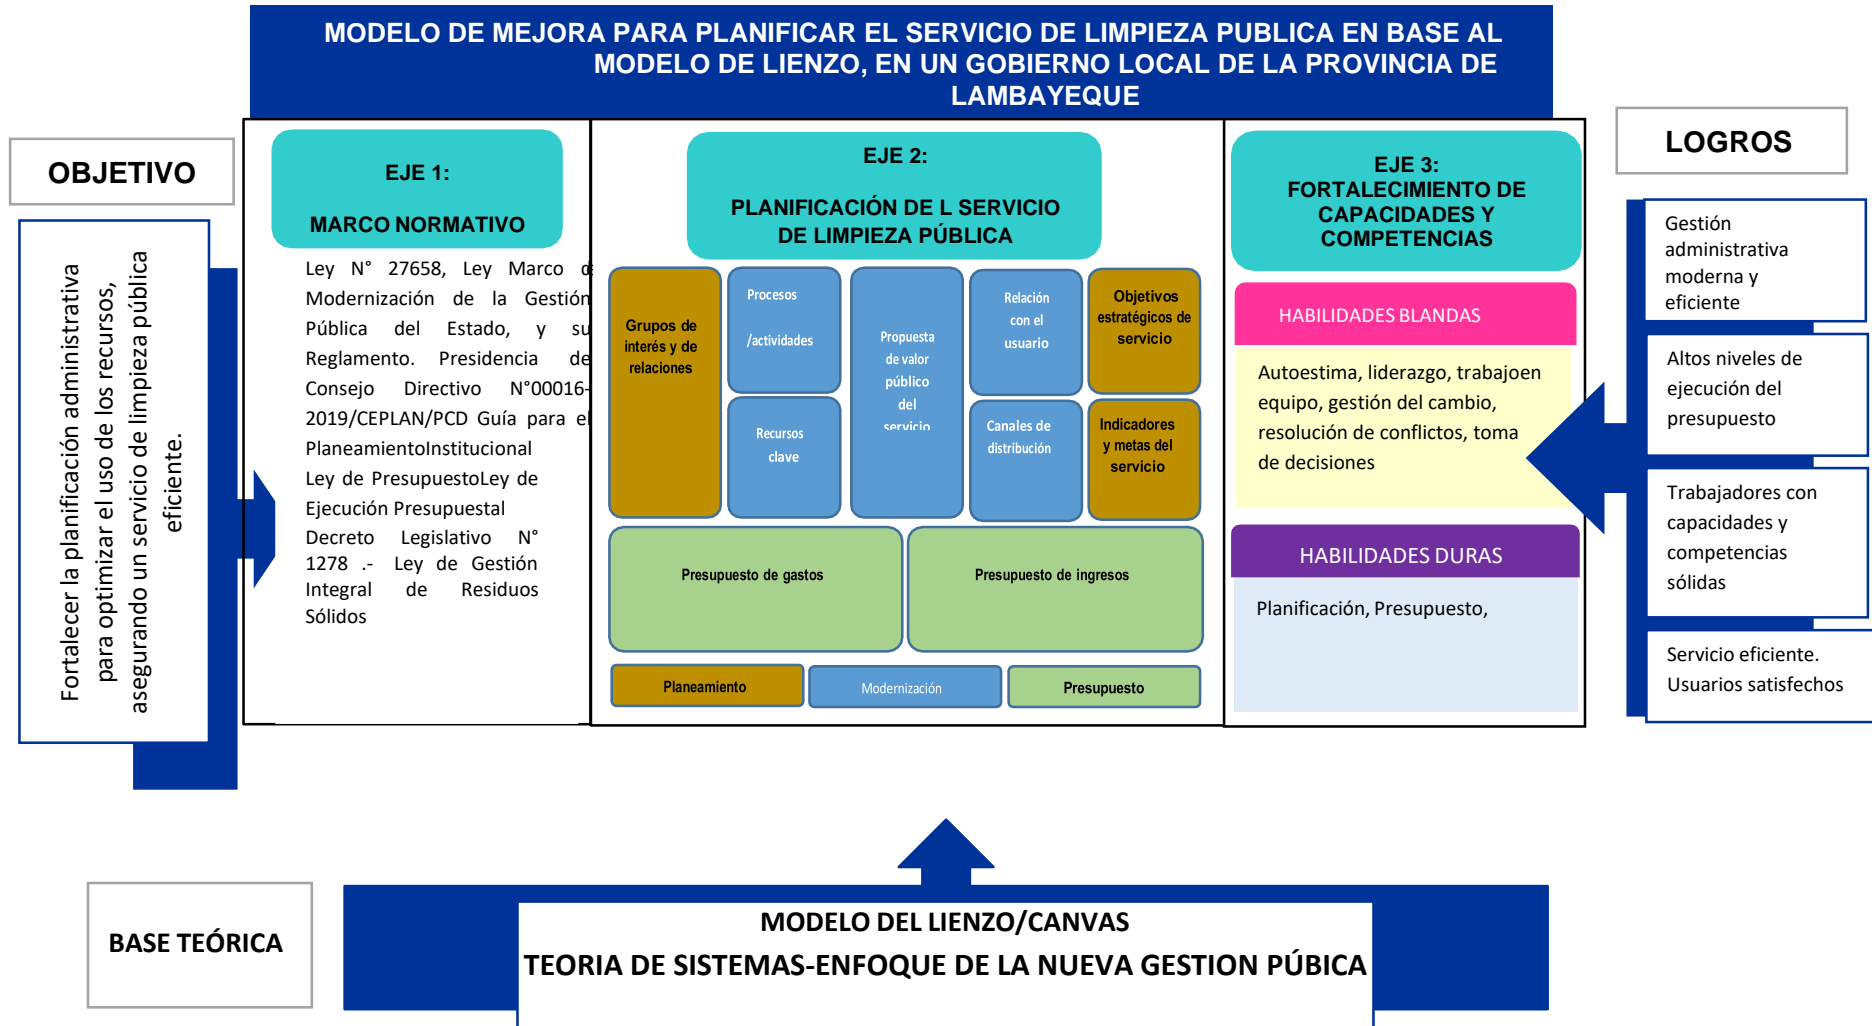 MODELO DE MEJORA PARA PLANIFICAR EL SERVICIO DE LIMPIEZA PUBLICA EN BASE AL
MODELO DE LIENZO, EN UN GOBIERNO LOCAL DE LA PROVINCIA DE
LAMBAYEQUE
OBJETIVO
Fortalecer la planificación administrativa
para optimizar el uso de los recursos,
asegurando un servicio de limpieza pública
eficiente.
EJE 1:
MARCO NORMATIVO
Ley N° 27658, Ley Marco
Modernización de la Gestión
Pública del Estado, y su
Reglamento. Presidencia de
Consejo Directivo N°00016-
2019/CEPLAN/PCD Guía para el
PlaneamientoInstitucional
Ley de PresupuestoLey de
Ejecución Presupuestal
Decreto Legislativo N°
1278 .- Ley de Gestión
Integral de Residuos
Sólidos
EJE 2:
PLANIFICACIÓN DE L SERVICIO
DE LIMPIEZA PÚBLICA
Grupos de
interés y de
relaciones
Procesos
/actividades
Recursos
clave
Propuesta
de valor
público
del
servicio
Relación
con el
usuario
Canales de
distribución
Objetivos
estratégicos de
servicio
Indicadores
y metas del
servicio
Presupuesto de gastos
Presupuesto de ingresos
Planeamiento
Modernización
Presupuesto
EJE 3:
FORTALECIMIENTO DE
CAPACIDADES Y
COMPETENCIAS
HABILIDADES BLANDAS
Autoestima, liderazgo, trabajoen
equipo, gestión del cambio,
resolución de conflictos, toma
de decisiones
HABILIDADES DURAS
Planificación, Presupuesto,
LOGROS
Gestión
administrativa
moderna y
eficiente
Altos niveles de
ejecución del
presupuesto
Trabajadores con
capacidades y
competencias
sólidas
Servicio eficiente.
Usuarios satisfechos
BASE TEÓRICA
MODELO DEL LIENZO/CANVAS
TEORIA DE SISTEMAS-ENFOQUE DE LA NUEVA GESTION PÚBICA